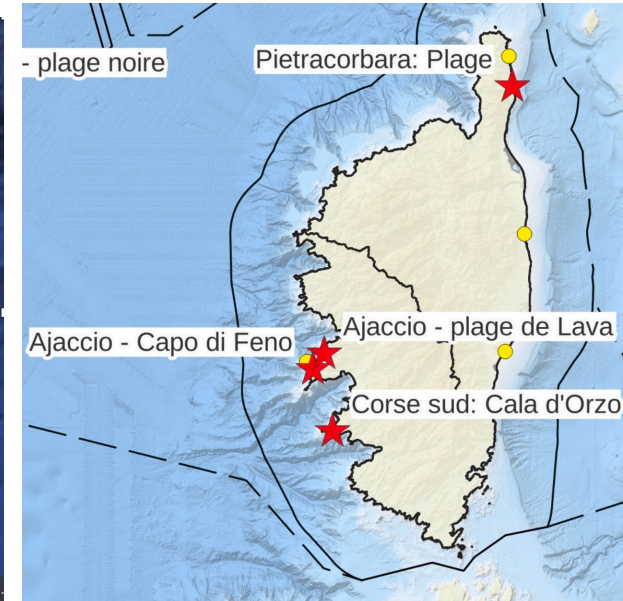 - plage noire
Pietracorbara: Plage
Ajaccio - plage de Lava
Ajaccio - Capo di Feno
Corse sud: Cala d'Orzo